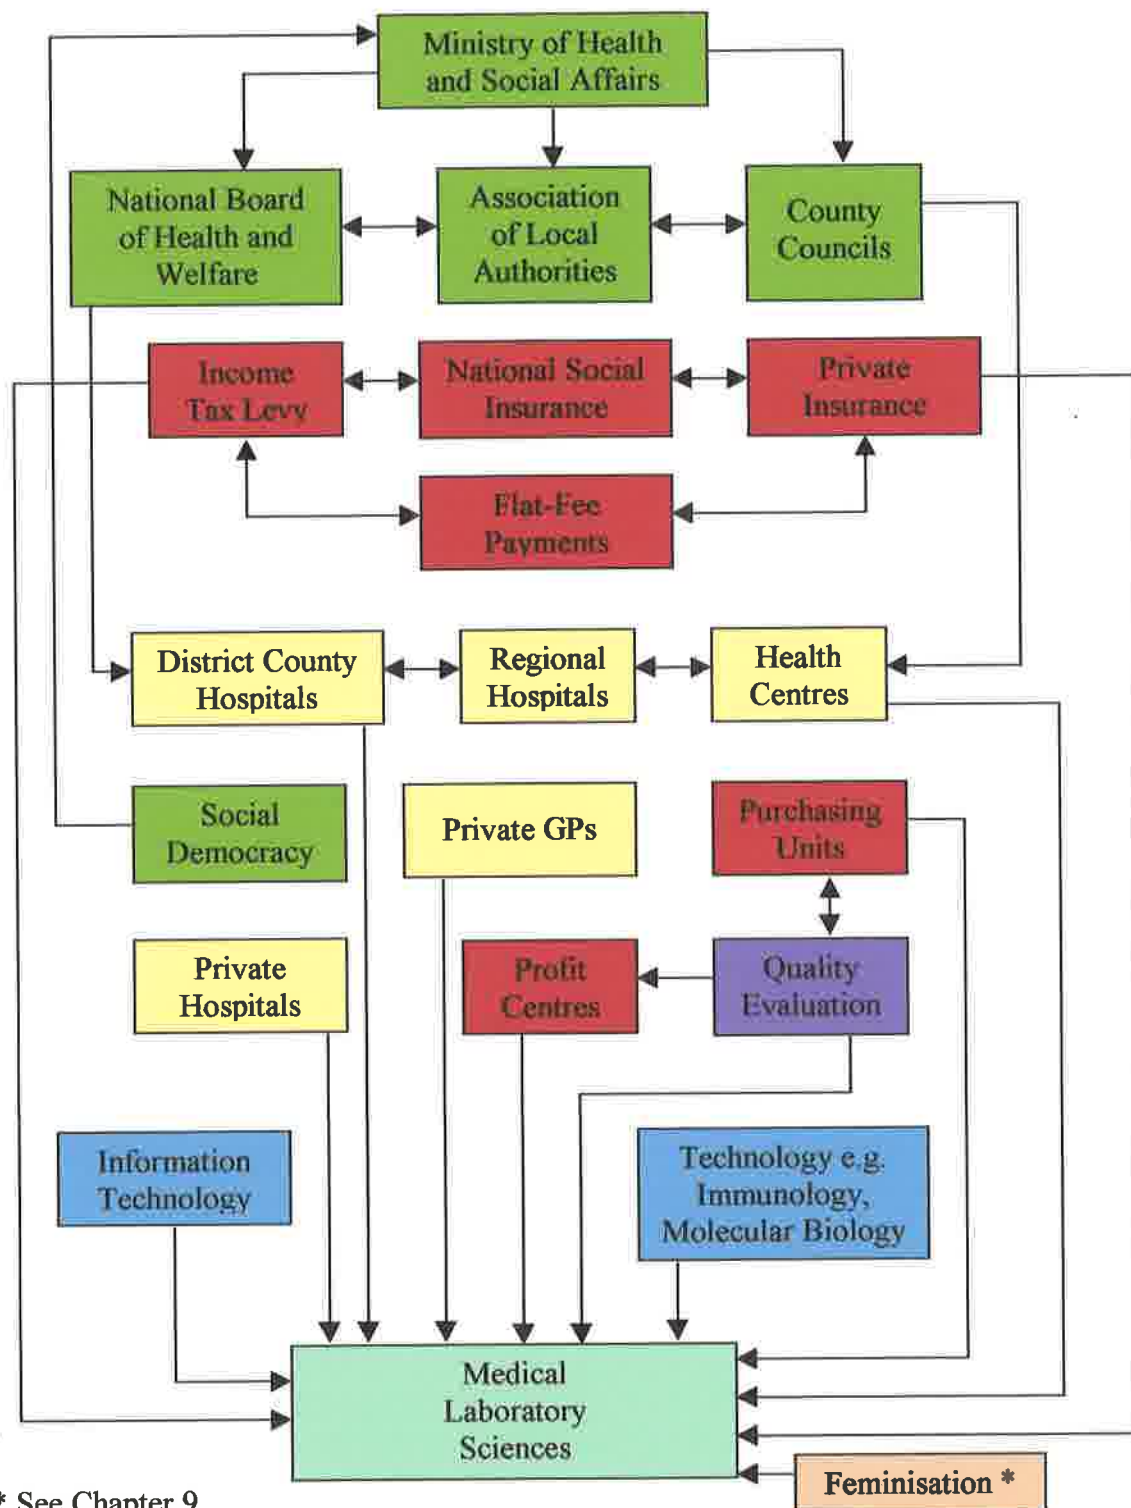 Ministry of Health
and Social Affairs
National Board
of Health and
Welfare
Association
of Local
Authorities
County
Councils
Income
Tax Levy
National Social
Insurance
Private
Insurance
Flat-Fee
Payments
District County
Hospitals
Regional
Hospitals
Health
Centres
Social
Democracy
Private GPs
Purchasing
Units
Private
Hospitals
Profit
Centres
Quality
Evaluation
Information
Technology
Technology e.g.
Immunology,
Molecular Biology
Medical
Laboratory
Sciences
Feminisation *
* See Chapter 9